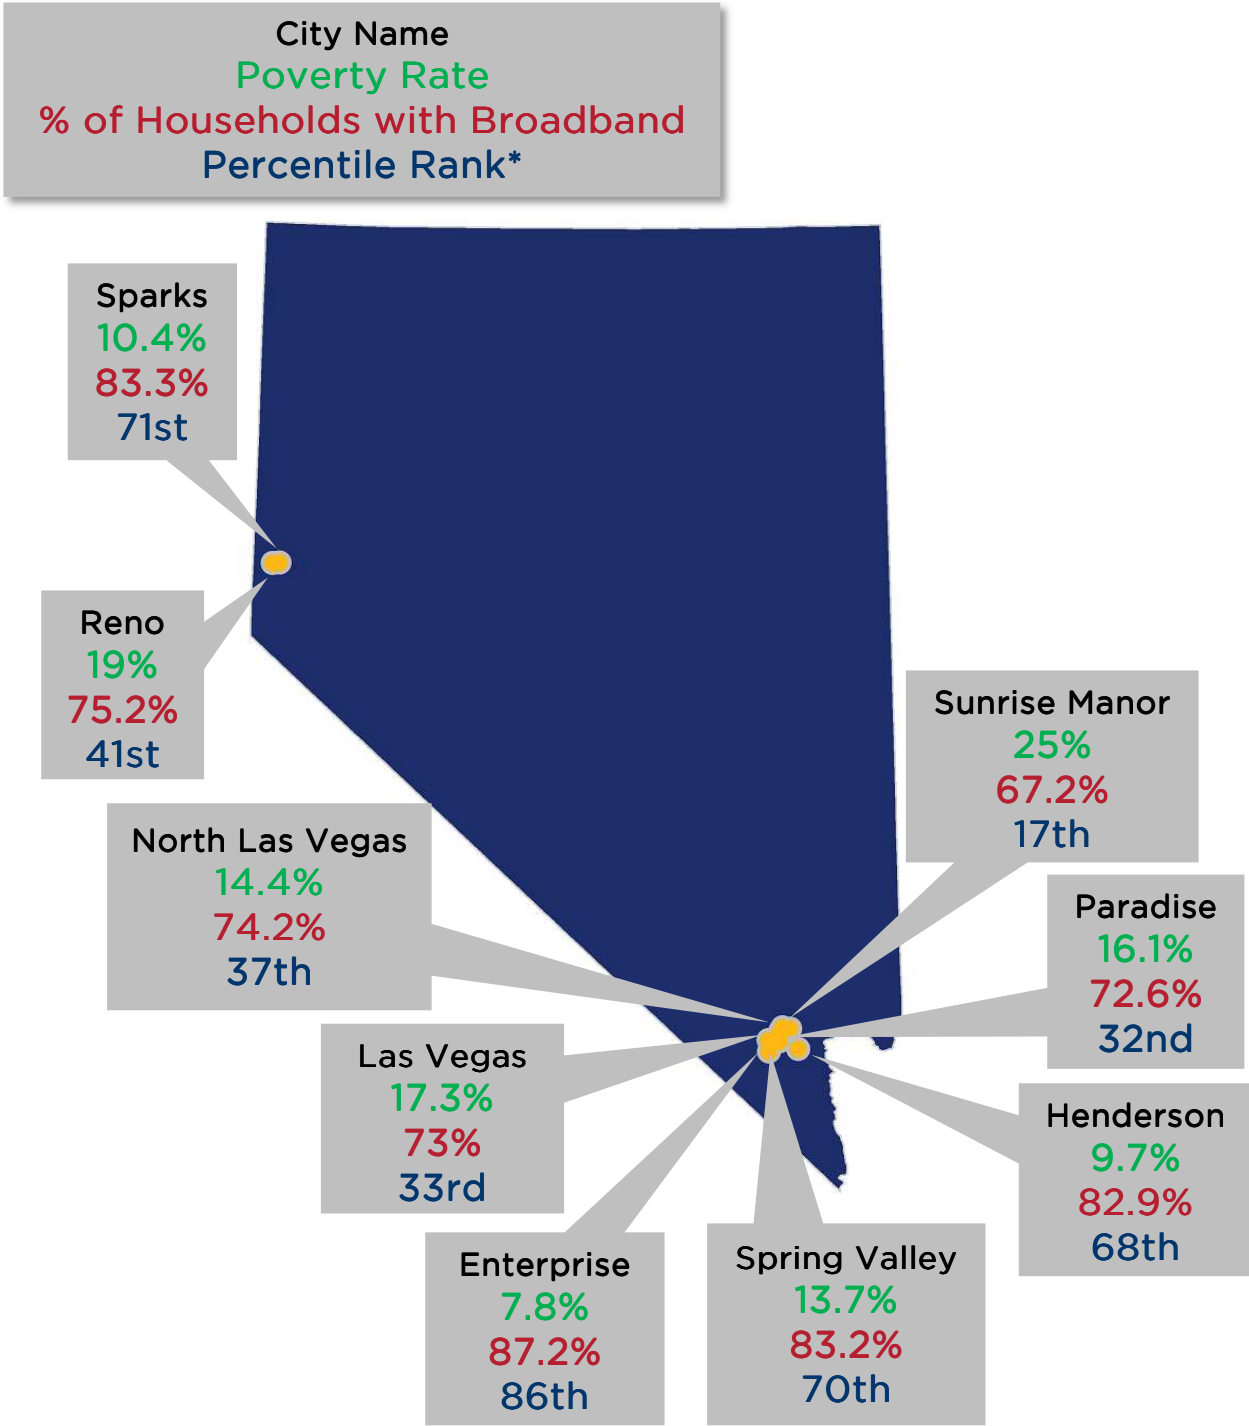 City Name
Poverty Rate
% of Households with Broadband
Percentile Rank*
Sparks
10.4%
83.3%
71st
Reno
19%
75.2%
41st
Sunrise Manor
25%
67.2%
17th
North Las Vegas
14.4%
74.2%
37th
Paradise
16.1%
72.6%
32nd
Las Vegas
17.3%
73%
33rd
Henderson
9.7%
82.9%
68th
Enterprise
7.8%
87.2%
86th
Spring Valley
13.7%
83.2%
70th